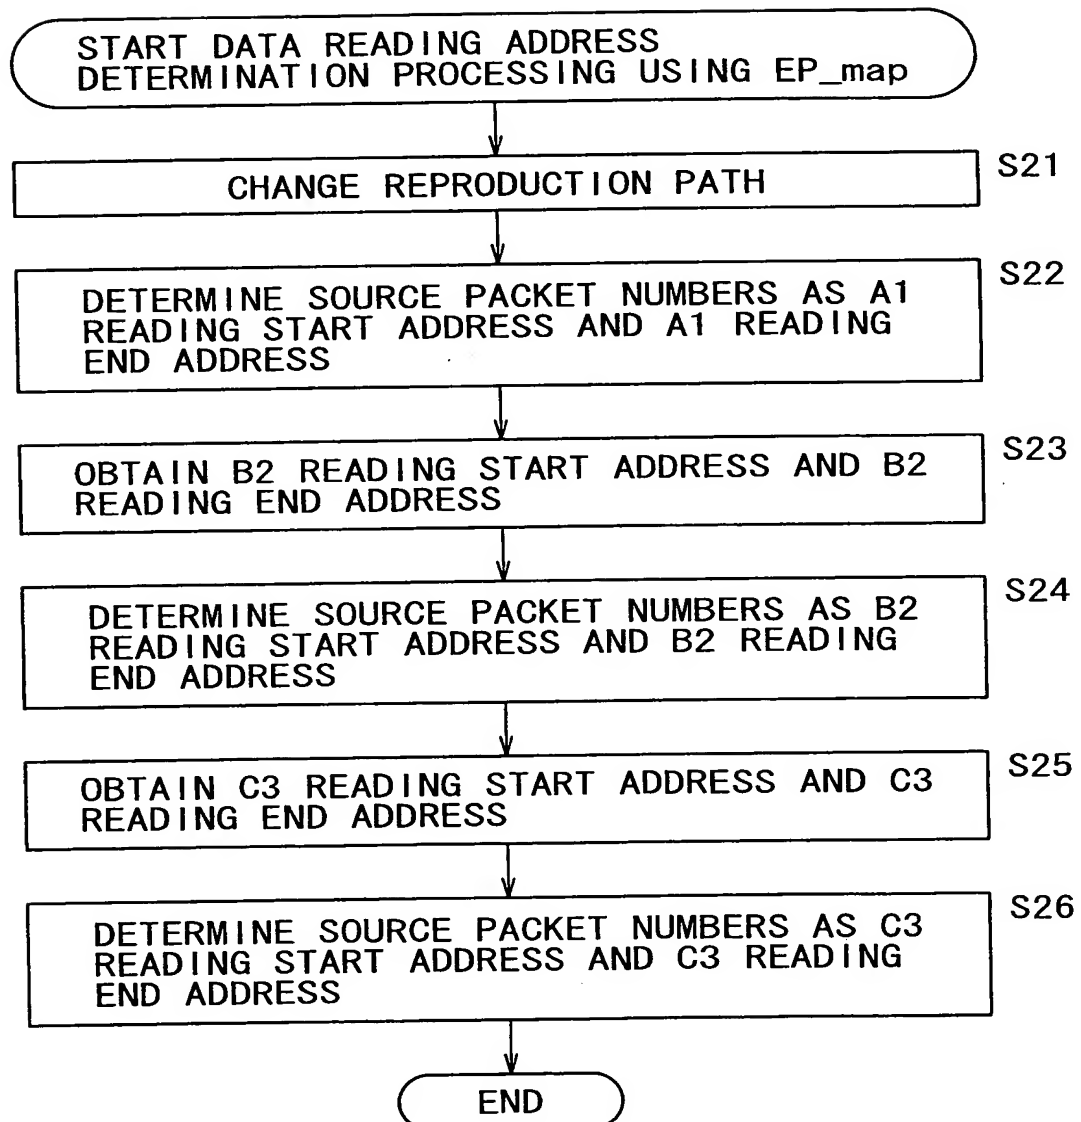 START DATA READING ADDRESS
DETERMINATION PROCESSING USING EP_map
S21
CHANGE REPRODUCTION PATH
S22
DETERMINE SOURCE PACKET NUMBERS AS A1
READING START ADDRESS AND A1 READING
END ADDRESS
S23
OBTAIN B2 READING START ADDRESS AND B2
READING END ADDRESS
S24
DETERMINE SOURCE PACKET NUMBERS AS B2
READING START ADDRESS AND B2 READING
END ADDRESS
S25
OBTAIN C3 READING START ADDRESS AND C3
READING END ADDRESS
S26
DETERMINE SOURCE PACKET NUMBERS AS C3
READING START ADDRESS AND C3 READING
END ADDRESS
END